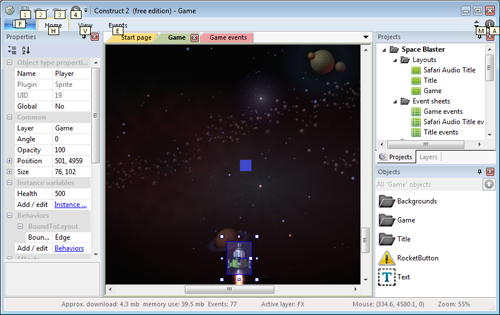 Construct 2 (free edition) - Game
1 2 3 4
F Home View Events M A
H V E
Properties
Start page Game Game events
Projects
Object type properties
Name Player
Plugin Sprite
UID 19
Global No
Common
Layer Game
Angle 0
Opacity 100
Position 501, 4959
Size 76, 102
Instance variables
Health 500
Add / edit Instance ...
Behaviors
BoundToLayout
Boun... Edge
Add / edit Behaviors
Effects
Space Blaster
Layouts
Safari Audio Title
Title
Game
Event sheets
Game events
Safari Audio Title ev
Title events
Projects Layers
Objects
All 'Game' objects
Backgrounds
Game
Title
RocketButton
T Text
Approx. download: 4.3 mb memory use: 39.5 mb Events: 77 Active layer: FX Mouse: (334.6, 4580.1, 0) Zoom: 55%